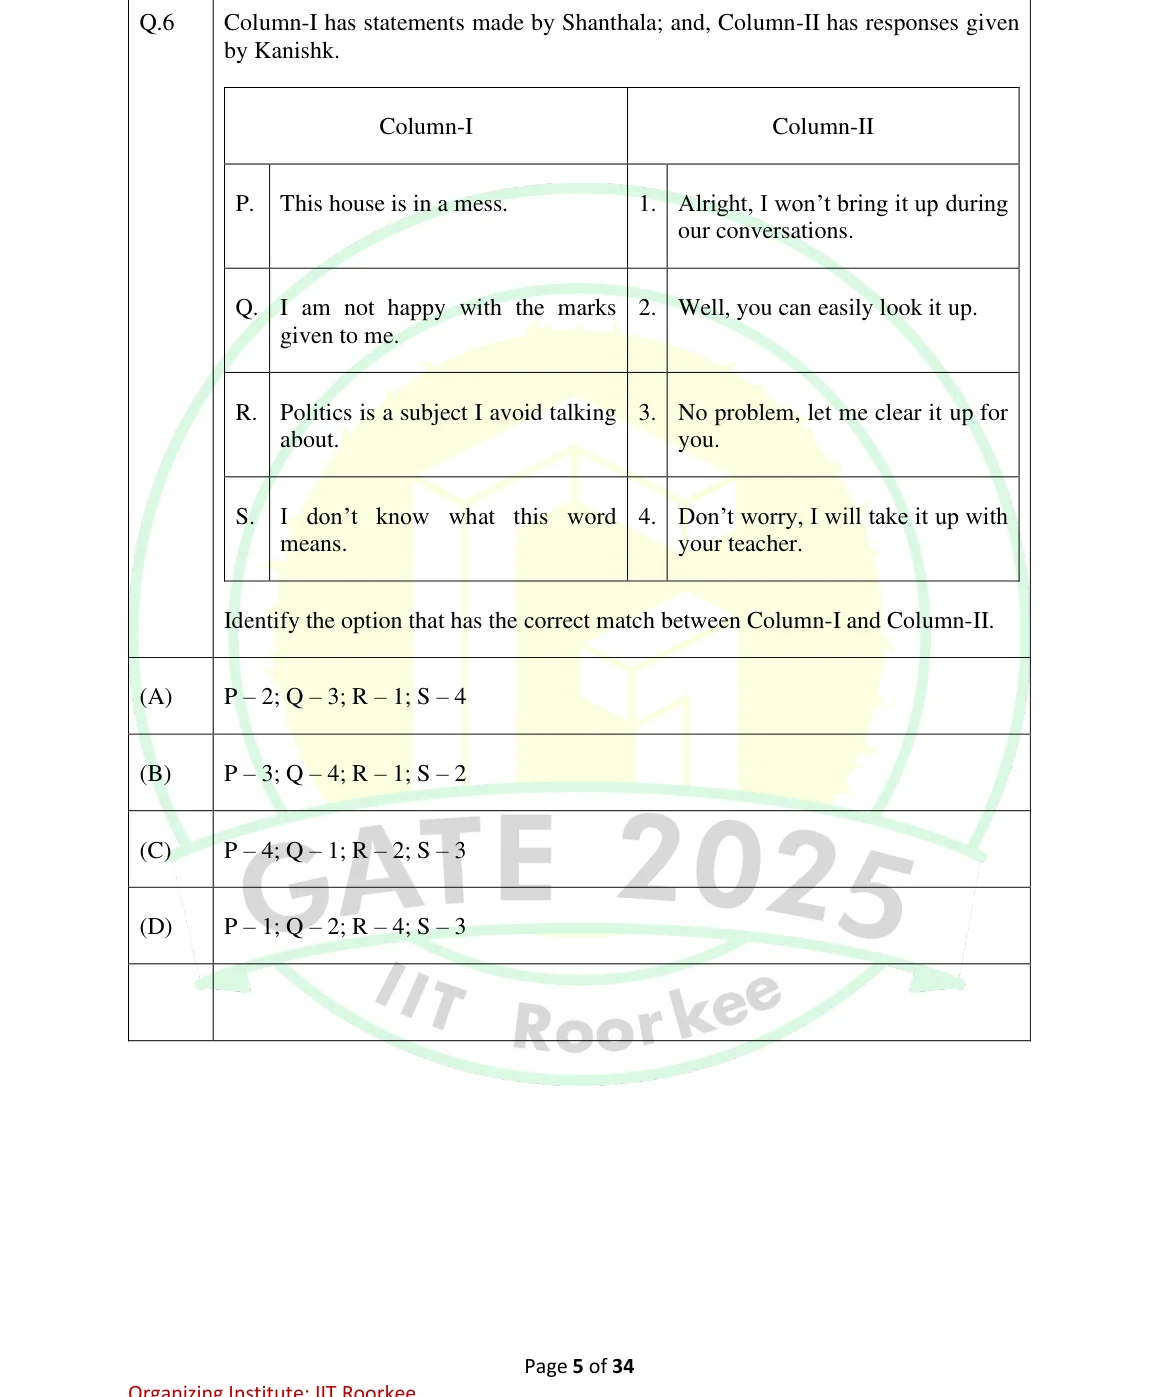 Q.6
Column-I has statements made by Shanthala; and, Column-II has responses given
by Kanishk.
Column-I
Column-II
P.
This house is in a mess.
1.
Alright, I won’t bring it up during
our conversations.
Q.
I am not happy with the marks
given to me.
2.
Well, you can easily look it up.
R.
Politics is a subject I avoid talking
about.
3.
No problem, let me clear it up for
you.
S.
I don’t know what this word
means.
4.
Don’t worry, I will take it up with
your teacher.
Identify the option that has the correct match between Column-I and Column-II.
(A)
P – 2; Q – 3; R – 1; S – 4
(B)
P – 3; Q – 4; R – 1; S – 2
(C)
P – 4; Q – 1; R – 2; S – 3
(D)
P – 1; Q – 2; R – 4; S – 3
GATE 2025
IIT Roorkee
Page 5 of 34
Organizing Institute: IIT Roorkee